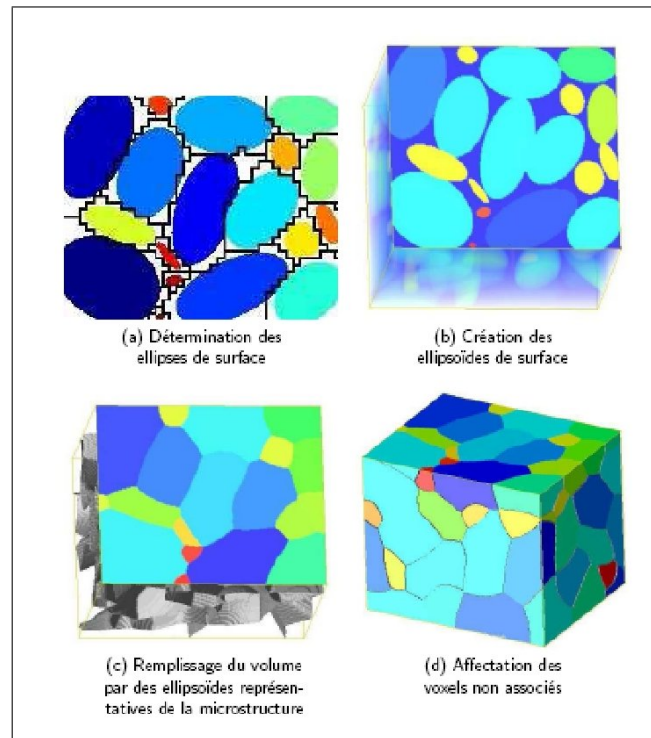 (a) Détermination des
ellipses de surface
(b) Création des
ellipsoïdes de surface
(c) Remplissage du volume
par des ellipsoïdes représen-
tatives de la microstructure
(d) Affectation des
voxels non associés